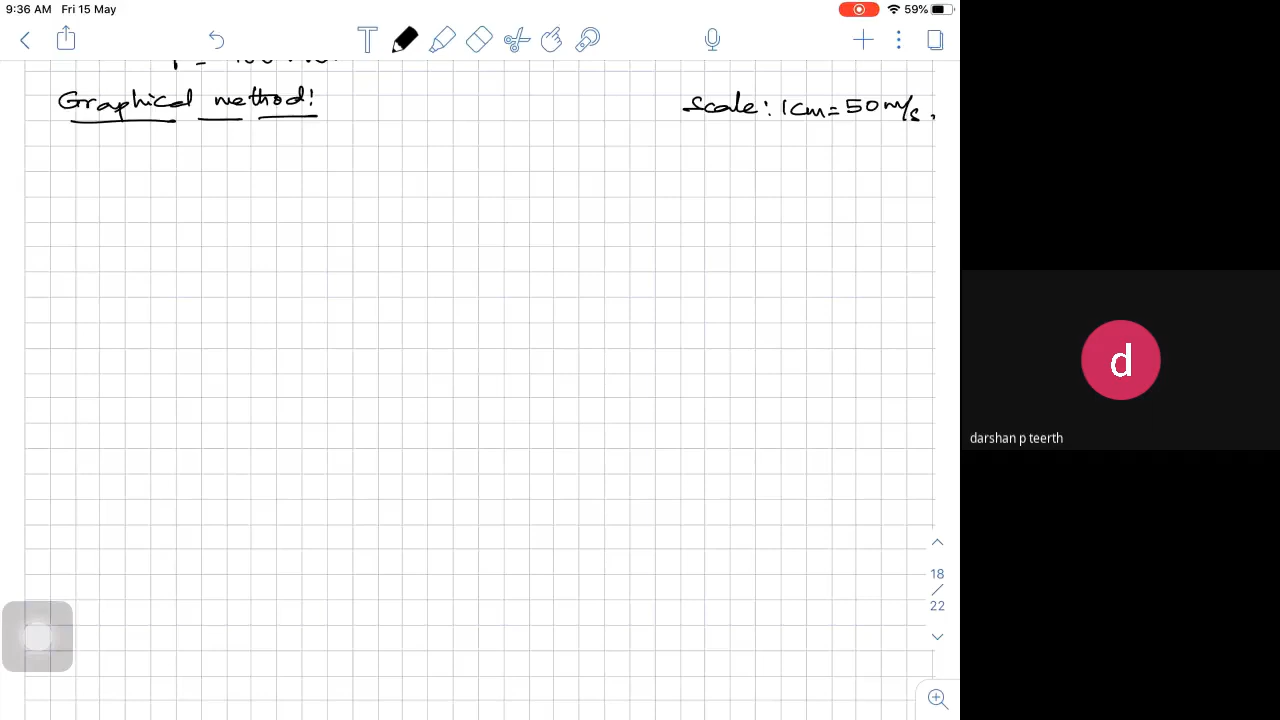 9:36 AM Fri 15 May
59%
Graphical method!
Scale: 1cm = 50 m/s.
d
darshan p teerth
18
/
22